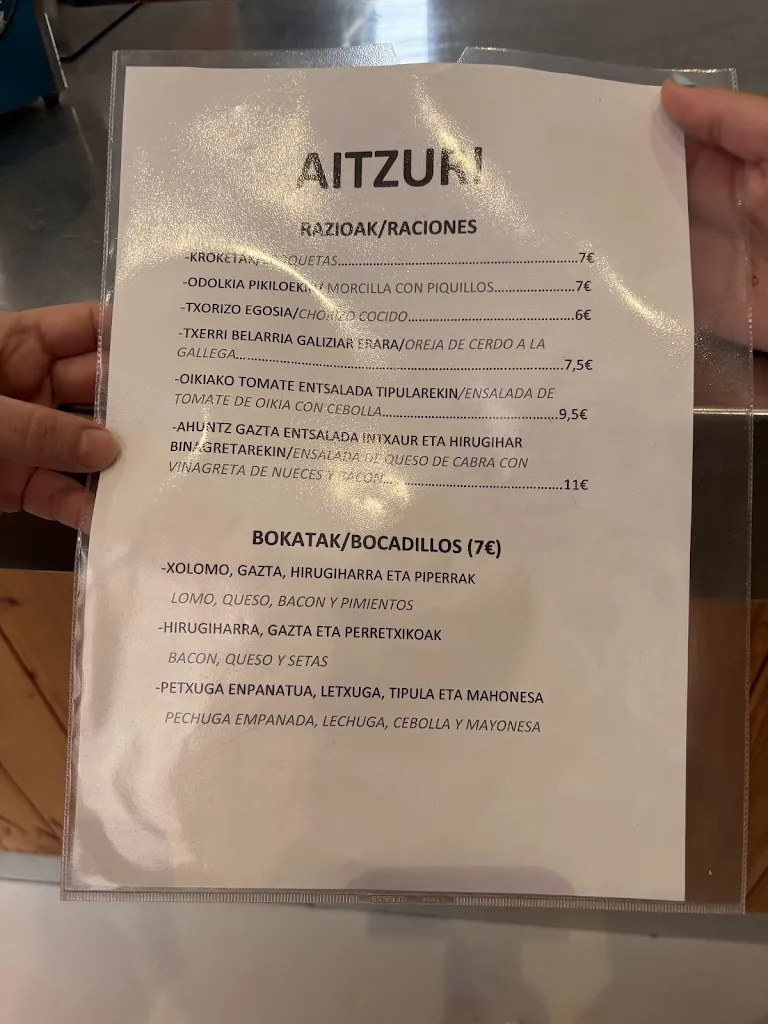 AITZURI
RAZIOAK/RACIONES
-KROKETAK/CROQUETAS..........7€
-ODOLKIA PIKILOEKIN/ MORCILLA CON PIQUILLOS..........7€
-TXORIZO EGOSIA/CHORIZO COCIDO..........6€
-TXERRI BELARRIA GALIZIAR ERARA/OREJA DE CERDO A LA
GALLEGA..........7,5€
-OIKIAKO TOMATE ENTSALADA TIPULAREKIN/ENSALADA DE
TOMATE DE OIKIA CON CEBOLLA..........9,5€
-AHUNTZ GAZTA ENTSALADA INTXAUR ETA HIRUGIHAR
BINAGRETAREKIN/ENSALADA DE QUESO DE CABRA CON
VINAGRETA DE NUECES Y BACON..........11€
BOKATAK/BOCADILLOS (7€)
-XOLOMO, GAZTA, HIRUGIHARRA ETA PIPERRAK
LOMO, QUESO, BACON Y PIMIENTOS
-HIRUGIHARRA, GAZTA ETA PERRETXIKOAK
BACON, QUESO Y SETAS
-PETXUGA ENPANATUA, LETXUGA, TIPULA ETA MAHONESA
PECHUGA EMPANADA, LECHUGA, CEBOLLA Y MAYONESA